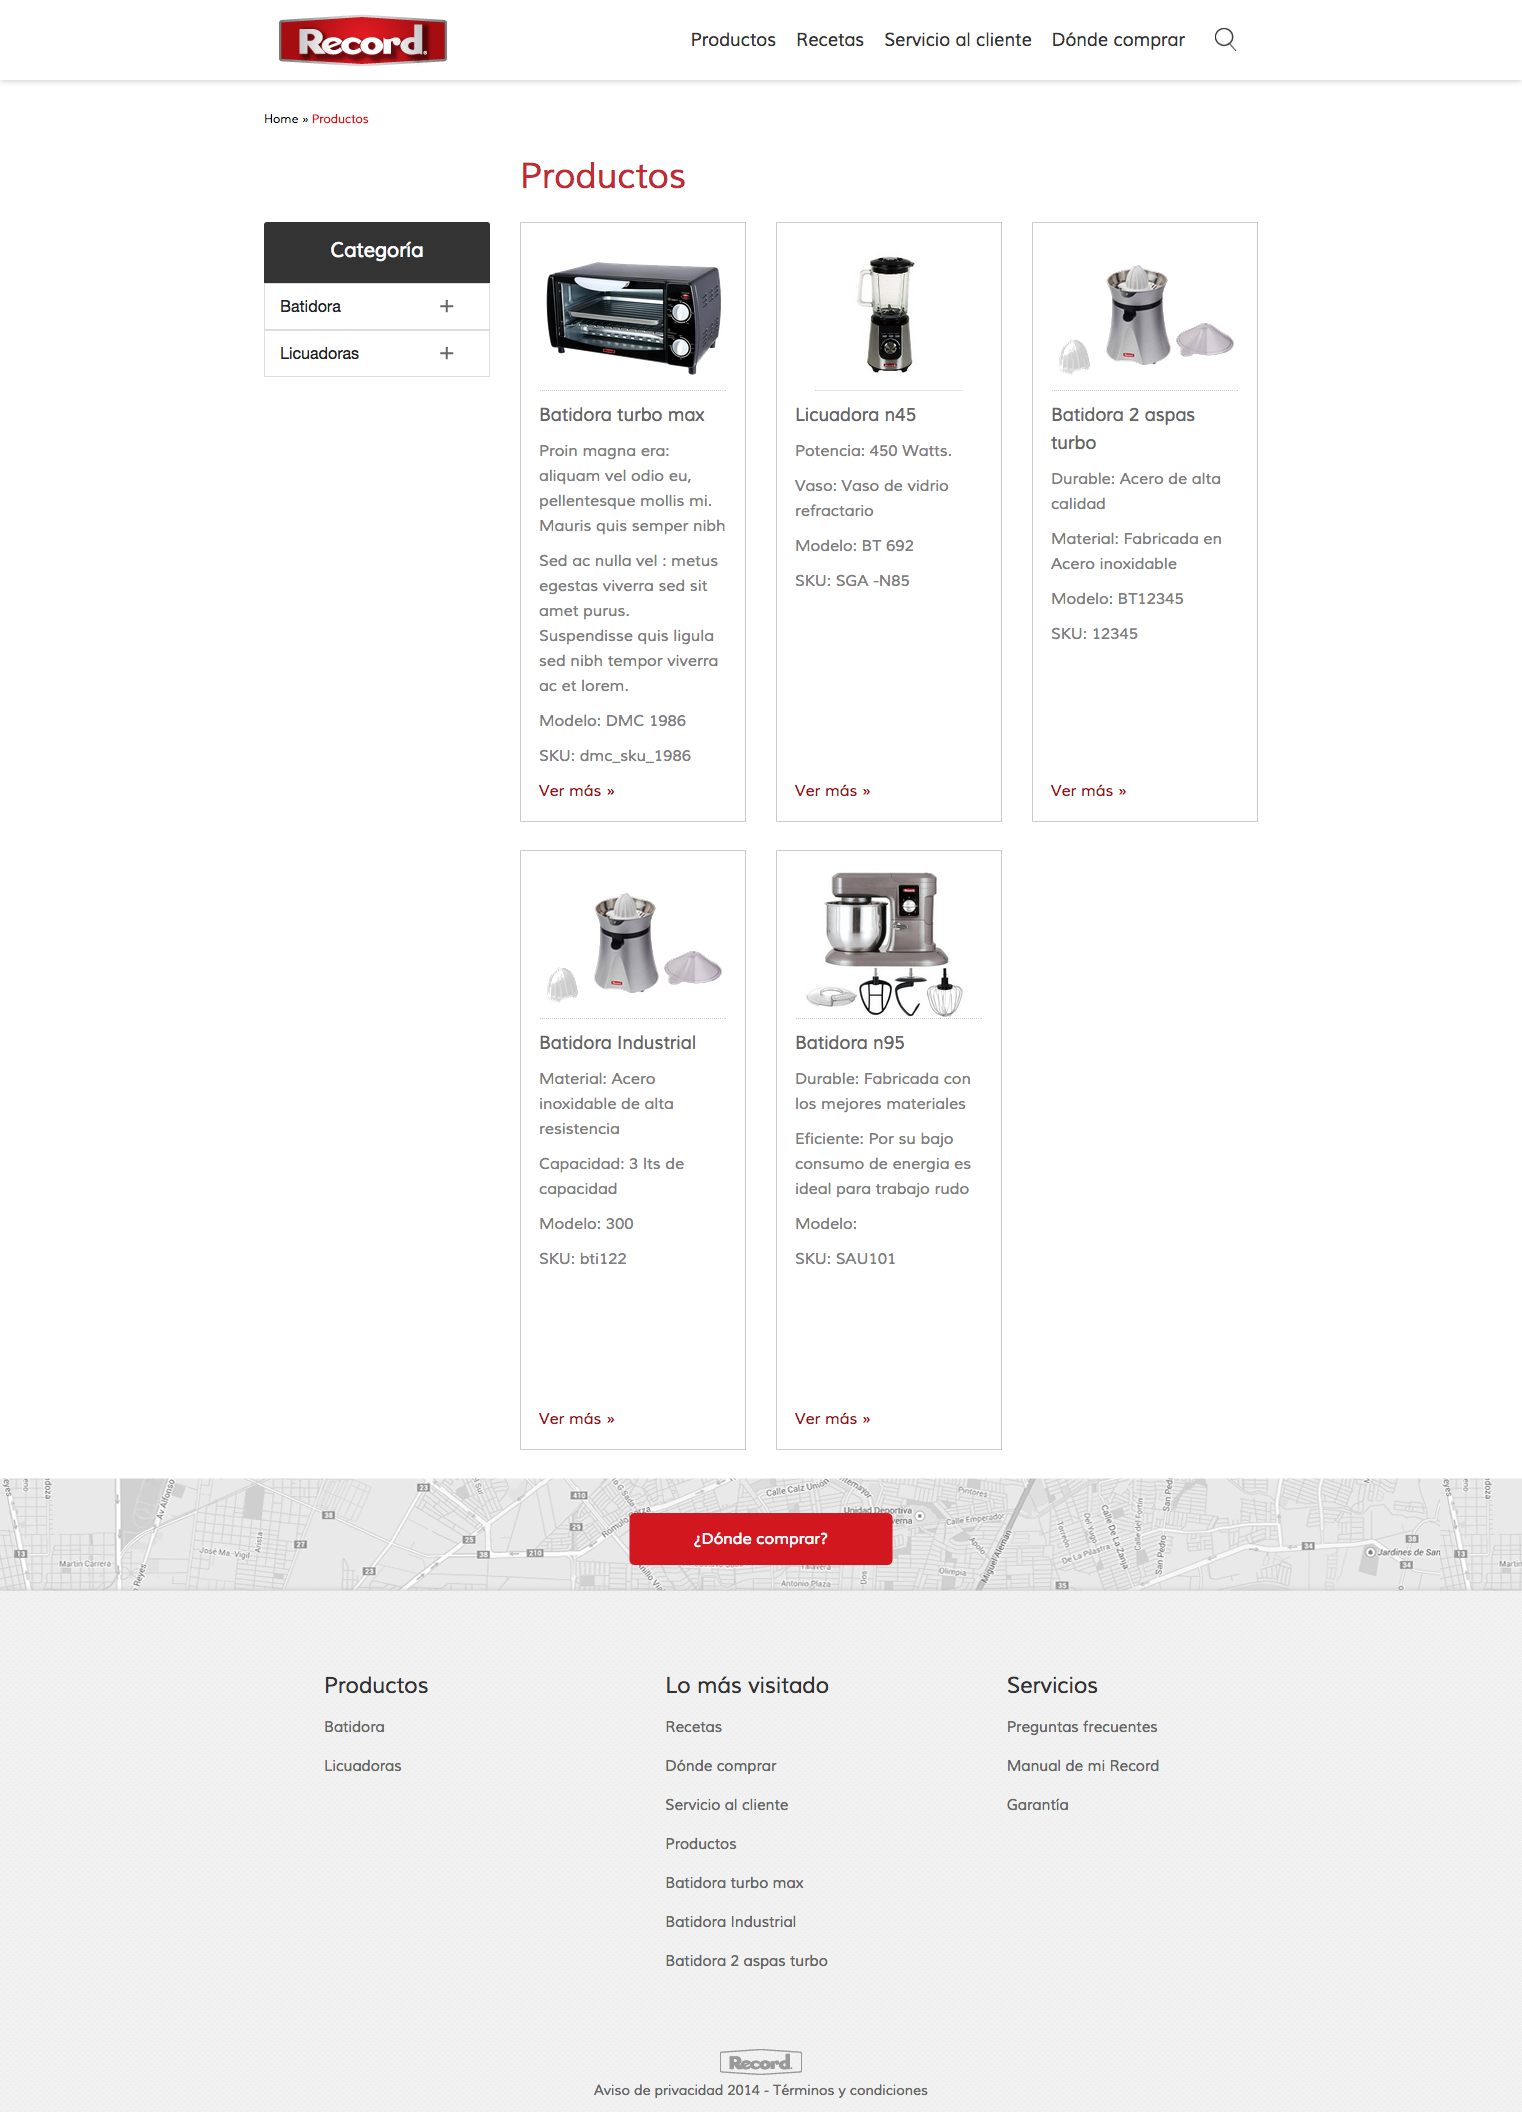 Record
Productos Recetas Servicio al cliente Dónde comprar
Home » Productos
Productos
Categoría
Batidora
Licuadoras
Batidora turbo max
Proin magna era:
aliquam vel odio eu,
pellentesque mollis mi.
Mauris quis semper nibh
Sed ac nulla vel : metus
egestas viverra sed sit
amet purus.
Suspendisse quis ligula
sed nibh tempor viverra
ac et lorem.
Modelo: DMC 1986
SKU: dmc_sku_1986
Ver más »
Licuadora n45
Potencia: 450 Watts.
Vaso: Vaso de vidrio
refractario
Modelo: BT 692
SKU: SGA -N85
Ver más »
Batidora 2 aspas
turbo
Durable: Acero de alta
calidad
Material: Fabricada en
Acero inoxidable
Modelo: BT12345
SKU: 12345
Ver más »
Batidora Industrial
Material: Acero
inoxidable de alta
resistencia
Capacidad: 3 lts de
capacidad
Modelo: 300
SKU: bti122
Ver más »
Batidora n95
Durable: Fabricada con
los mejores materiales
Eficiente: Por su bajo
consumo de energia es
ideal para trabajo rudo
Modelo:
SKU: SAU101
Ver más »
¿Dónde comprar?
Productos
Batidora
Licuadoras
Lo más visitado
Recetas
Dónde comprar
Servicio al cliente
Productos
Batidora turbo max
Batidora Industrial
Batidora 2 aspas turbo
Servicios
Preguntas frecuentes
Manual de mi Record
Garantía
Record
Aviso de privacidad 2014 - Términos y condiciones